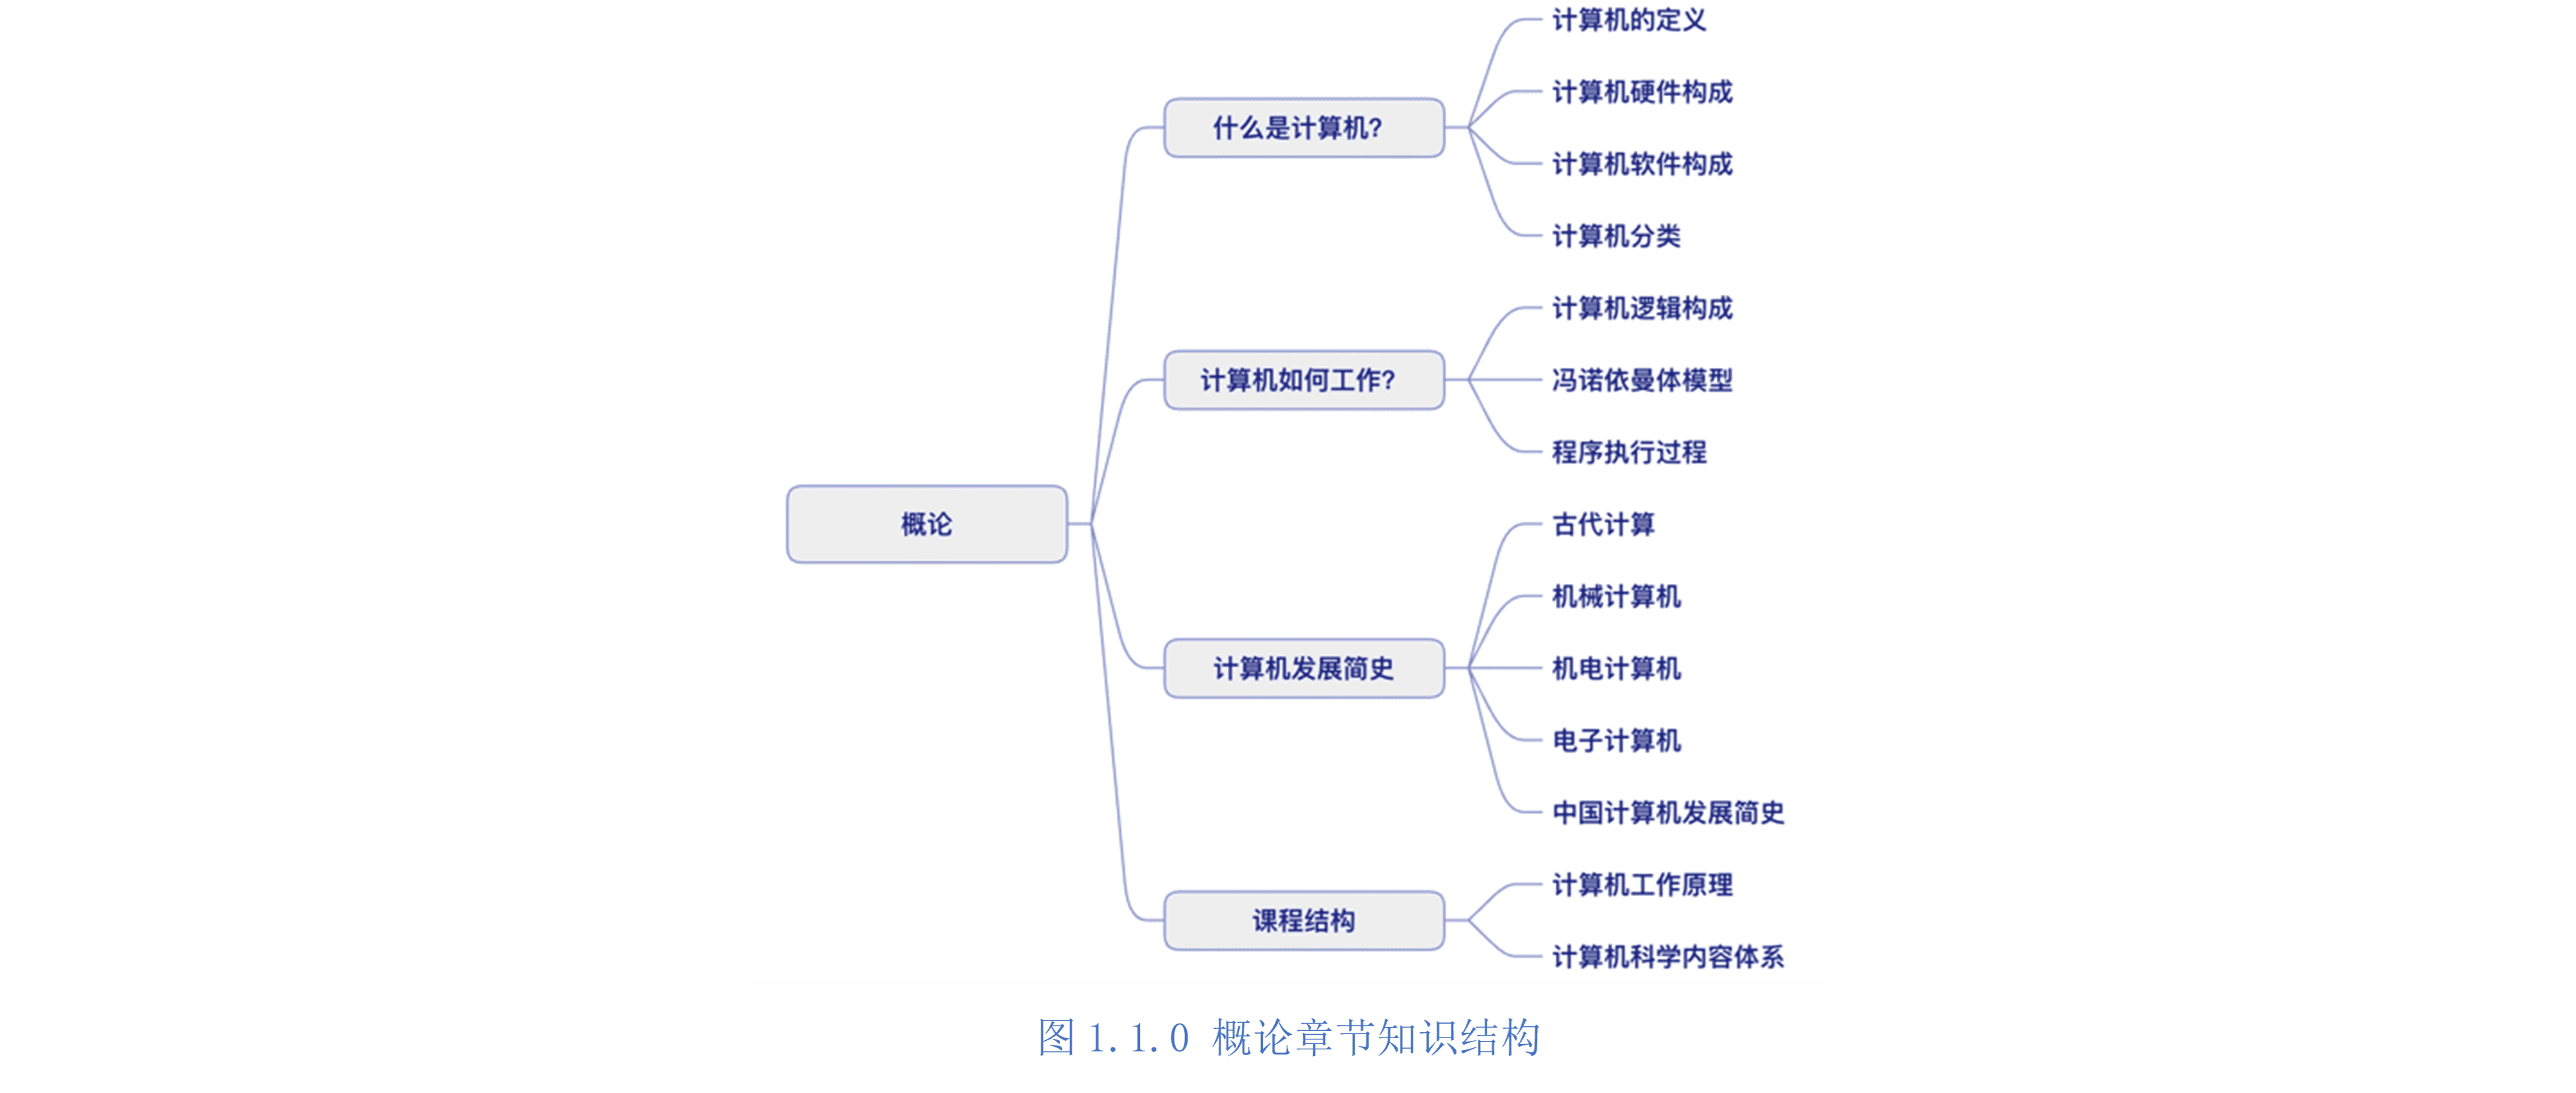 概论
什么是计算机?
计算机的定义
计算机硬件构成
计算机软件构成
计算机分类
计算机如何工作?
计算机逻辑构成
冯诺依曼体模型
程序执行过程
计算机发展简史
古代计算
机械计算机
机电计算机
电子计算机
中国计算机发展简史
课程结构
计算机工作原理
计算机科学内容体系
图 1.1.0 概论章节知识结构